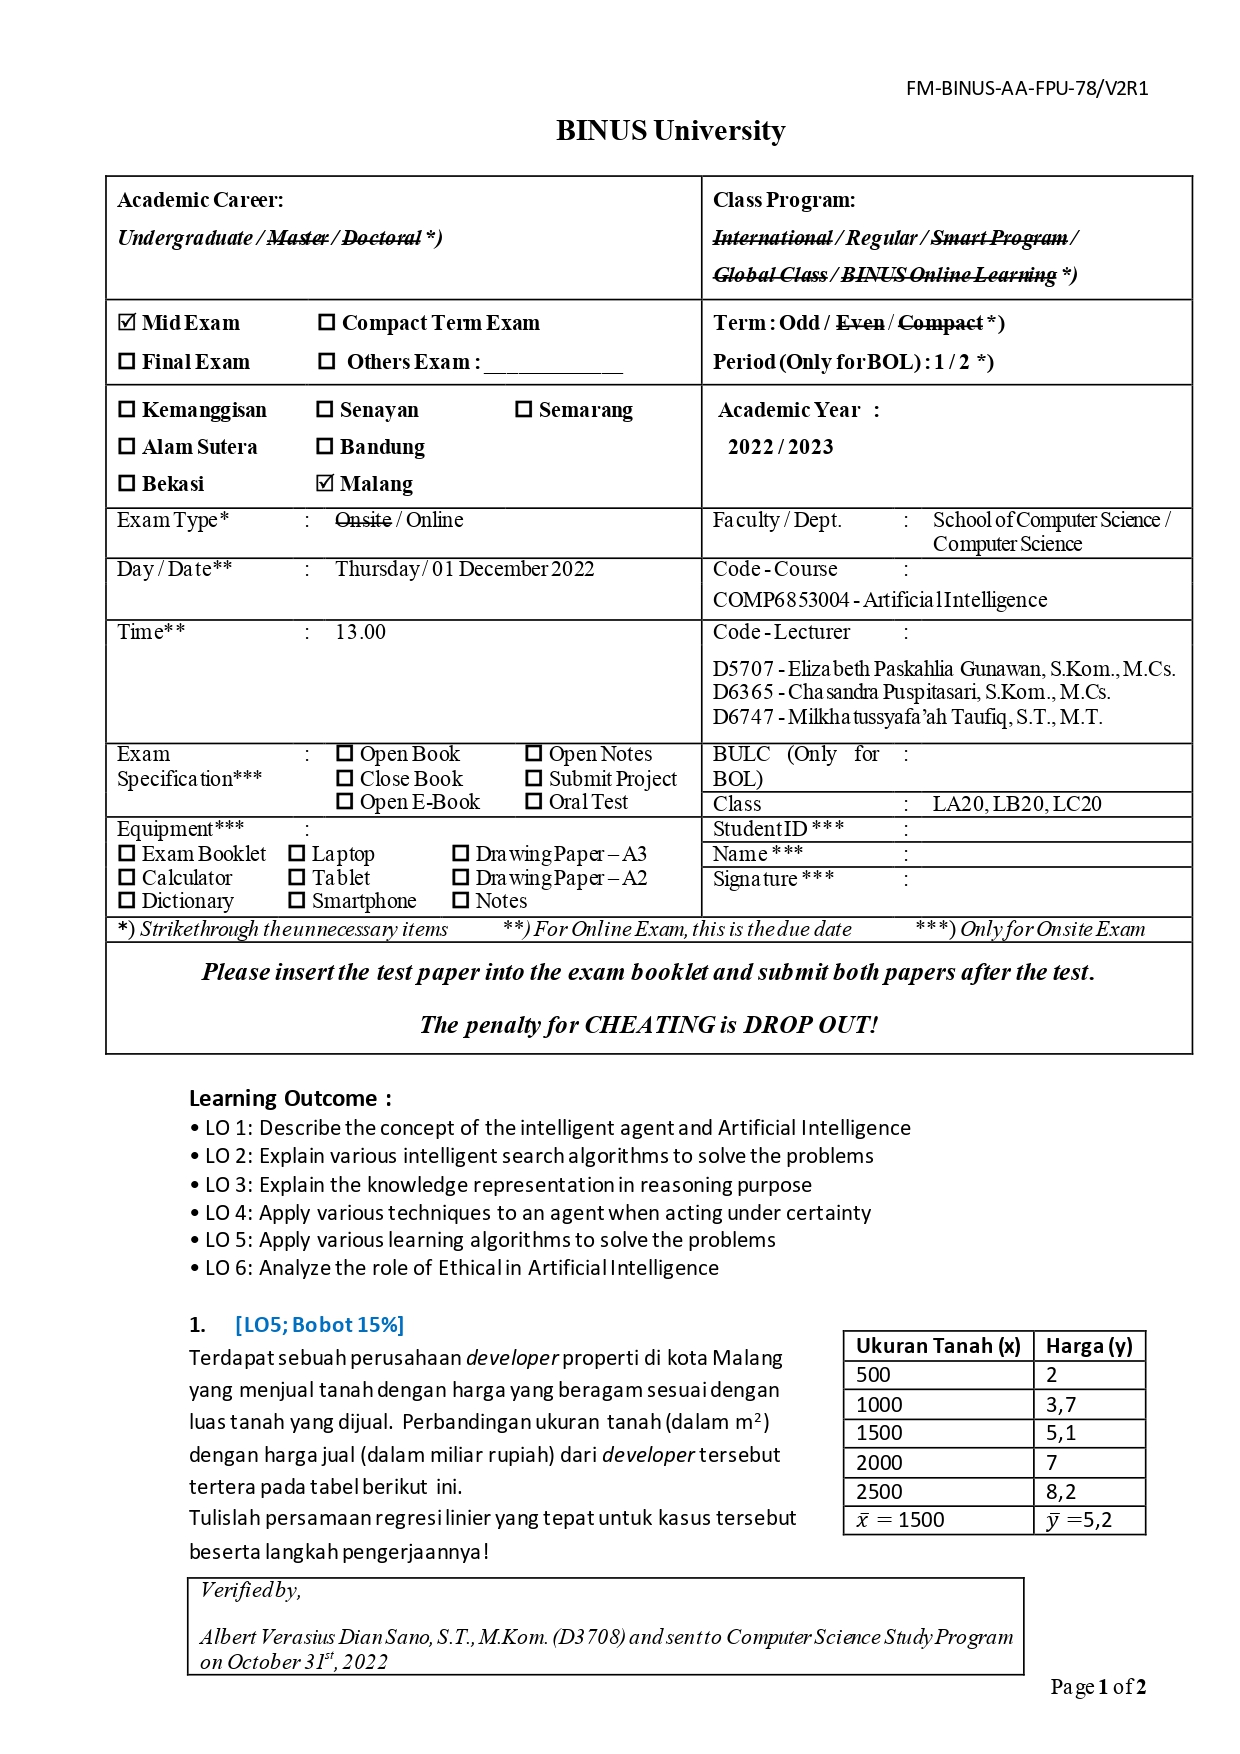 FM-BINUS-AA-FPU-78/V2R1
BINUS University
Academic Career:
Undergraduate / Master / Doctoral *)
Class Program:
International / Regular / Smart Program /
Global Class / BINUS Online Learning *)
☑ Mid Exam ☐ Compact Term Exam
☐ Final Exam ☐ Others Exam : ____________
Term : Odd / Even / Compact *)
Period (Only for BOL) : 1 / 2 *)
☐ Kemanggisan ☐ Senayan ☐ Semarang
☐ Alam Sutera ☐ Bandung
☐ Bekasi ☑ Malang
Academic Year :
2022 / 2023
Exam Type* : Onsite / Online
Faculty / Dept. : School of Computer Science /
Computer Science
Day / Date** : Thursday / 01 December 2022
Code - Course :
COMP6853004 - Artificial Intelligence
Time** : 13.00
Code - Lecturer :
D5707 - Elizabeth Paskahlia Gunawan, S.Kom., M.Cs.
D6365 - Chasandra Puspitasari, S.Kom., M.Cs.
D6747 - Milkhatussyafa’ah Taufiq, S.T., M.T.
Exam : ☐ Open Book ☐ Open Notes
Specification*** ☐ Close Book ☐ Submit Project
☐ Open E-Book ☐ Oral Test
BULC (Only for :
BOL)
Class : LA20, LB20, LC20
Equipment*** :
☐ Exam Booklet ☐ Laptop ☐ Drawing Paper – A3
☐ Calculator ☐ Tablet ☐ Drawing Paper – A2
☐ Dictionary ☐ Smartphone ☐ Notes
Student ID *** :
Name *** :
Signature *** :
*) Strikethrough the unnecessary items **) For Online Exam, this is the due date ***) Only for Onsite Exam
Please insert the test paper into the exam booklet and submit both papers after the test.
The penalty for CHEATING is DROP OUT!
Learning Outcome :
• LO 1: Describe the concept of the intelligent agent and Artificial Intelligence
• LO 2: Explain various intelligent search algorithms to solve the problems
• LO 3: Explain the knowledge representation in reasoning purpose
• LO 4: Apply various techniques to an agent when acting under certainty
• LO 5: Apply various learning algorithms to solve the problems
• LO 6: Analyze the role of Ethical in Artificial Intelligence
1. [LO5; Bobot 15%]
Terdapat sebuah perusahaan developer properti di kota Malang
yang menjual tanah dengan harga yang beragam sesuai dengan
luas tanah yang dijual. Perbandingan ukuran tanah (dalam m²)
dengan harga jual (dalam miliar rupiah) dari developer tersebut
tertera pada tabel berikut ini.
Tulislah persamaan regresi linier yang tepat untuk kasus tersebut
beserta langkah pengerjaannya!
Ukuran Tanah (x) Harga (y)
500 2
1000 3,7
1500 5,1
2000 7
2500 8,2
x̄ = 1500 ȳ =5,2
Verified by,
Albert Verasius Dian Sano, S.T., M.Kom. (D3708) and sent to Computer Science Study Program
on October 31st, 2022
Page 1 of 2